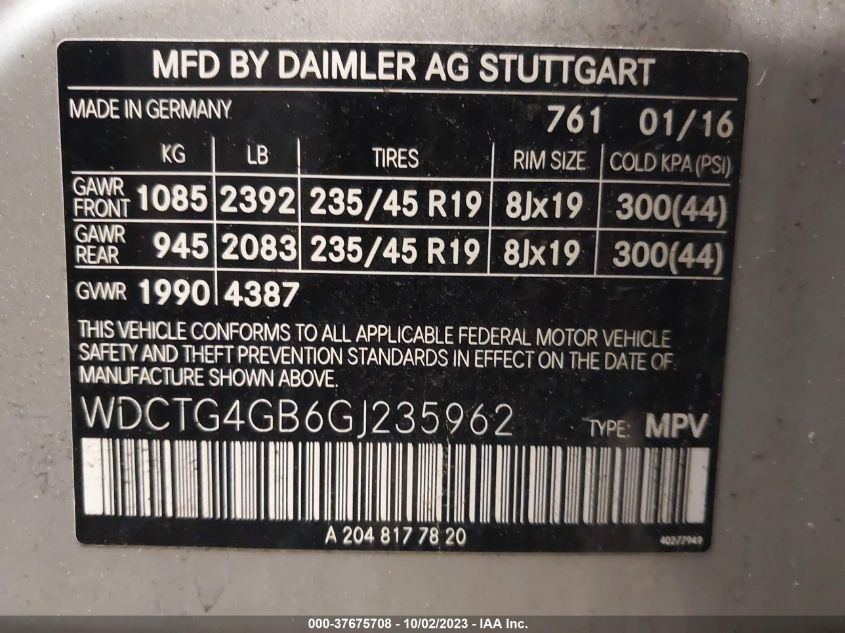 MFD BY DAIMLER AG STUTTGART
MADE IN GERMANY 761 01/16
KG LB TIRES RIM SIZE COLD KPA (PSI)
GAWR FRONT 1085 2392 235/45 R19 8Jx19 300(44)
GAWR REAR 945 2083 235/45 R19 8Jx19 300(44)
GVWR 1990 4387
THIS VEHICLE CONFORMS TO ALL APPLICABLE FEDERAL MOTOR VEHICLE
SAFETY AND THEFT PREVENTION STANDARDS IN EFFECT ON THE DATE OF
MANUFACTURE SHOWN ABOVE.
WDCTG4GB6GJ235962 TYPE: MPV
A 204 817 78 20
40277949
000-37675708 - 10/02/2023 - IAA Inc.